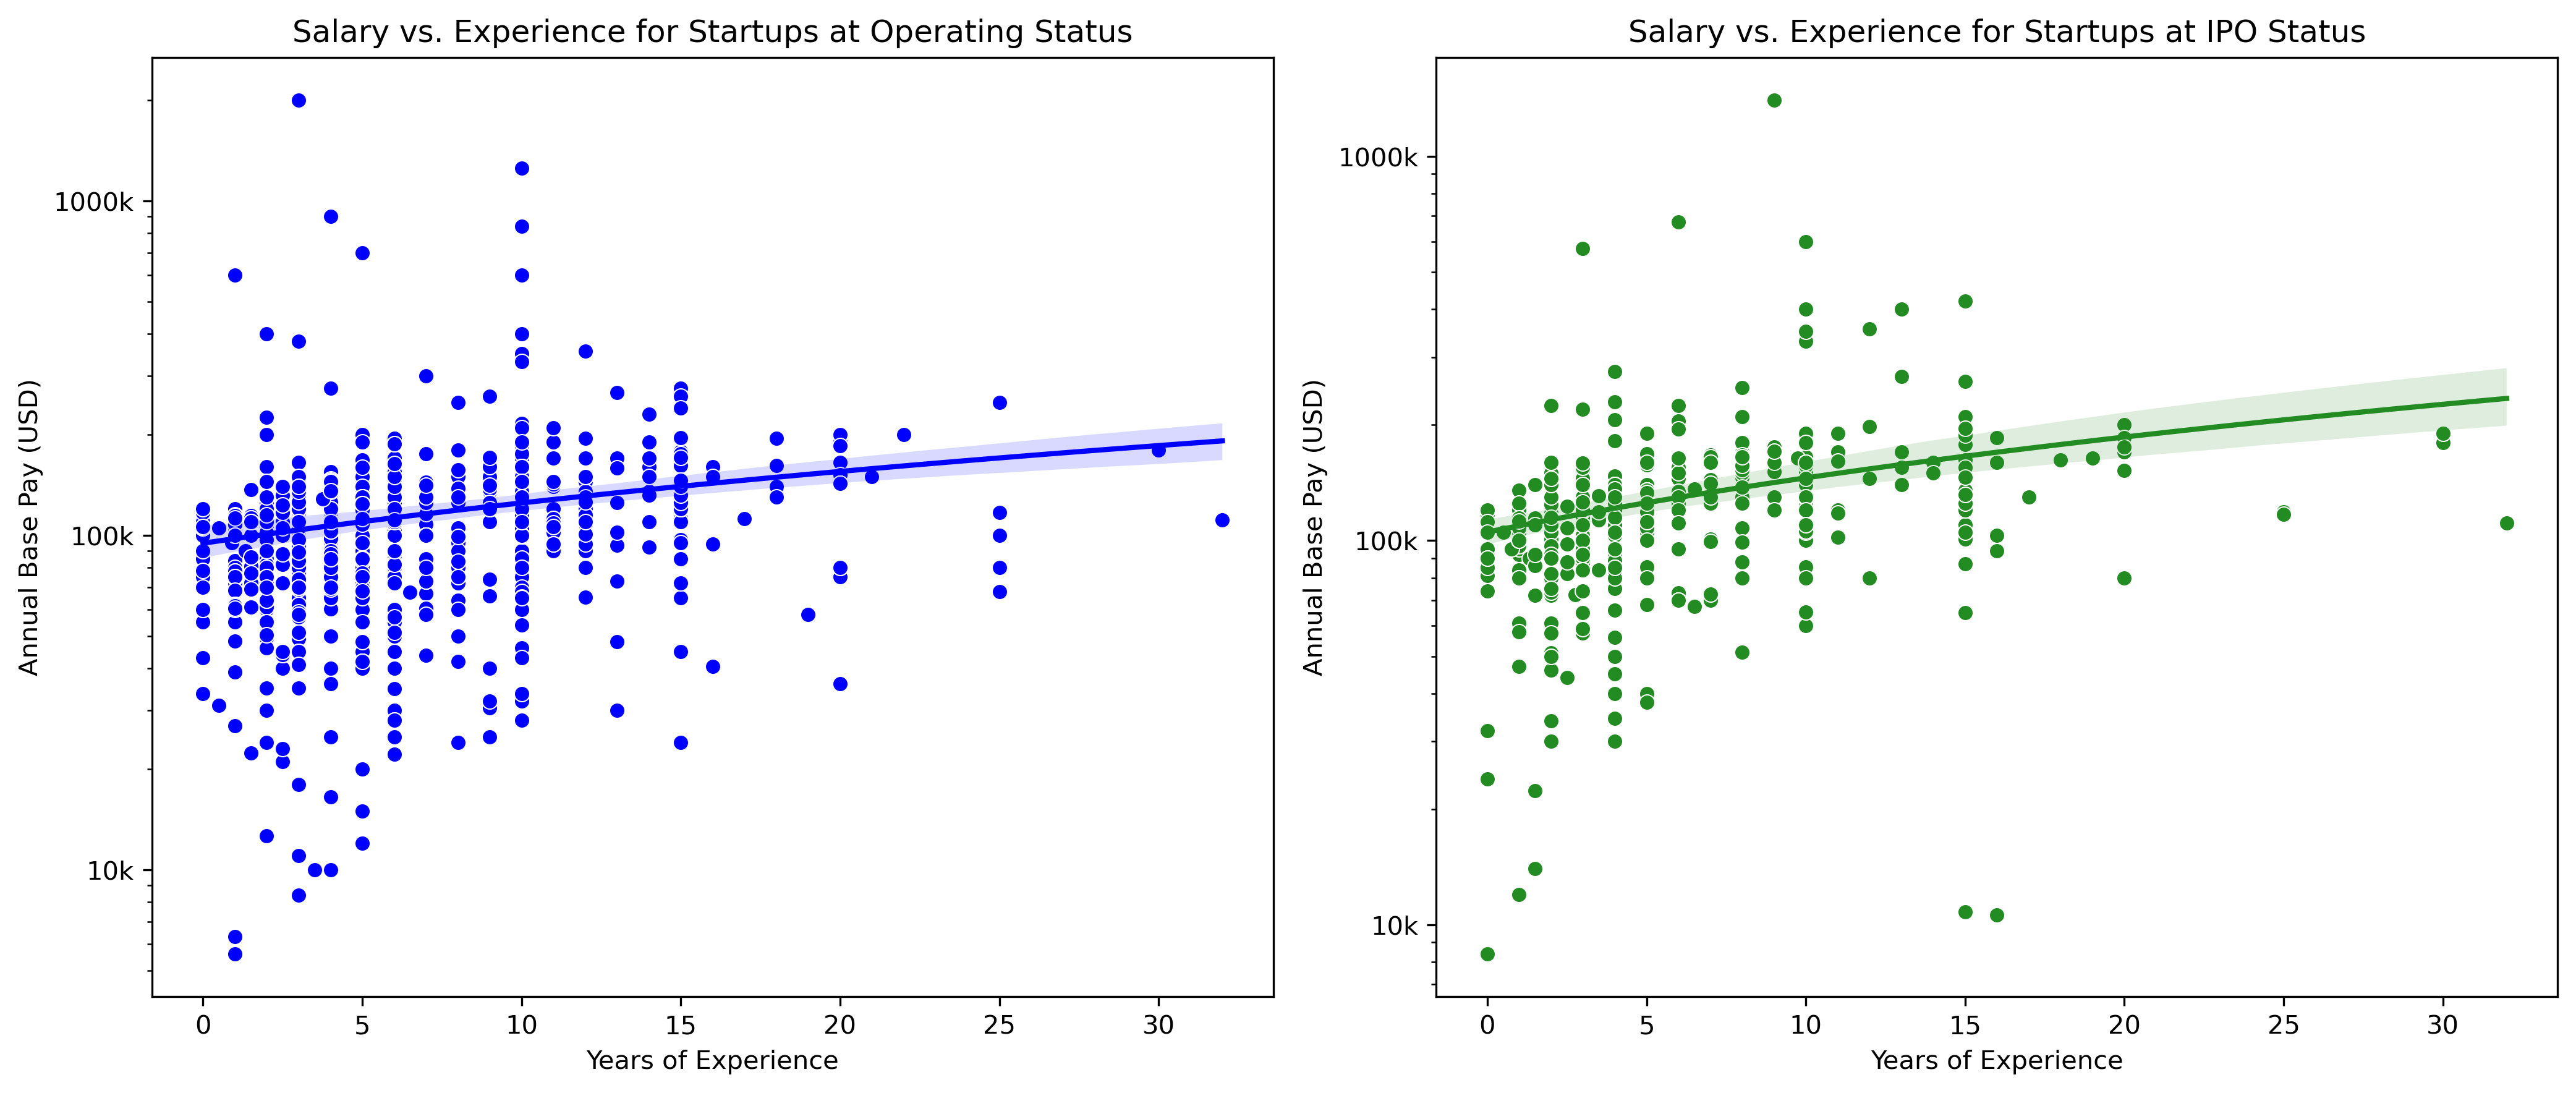 Salary vs. Experience for Startups at Operating Status
Annual Base Pay (USD)
1000k
100k
10k
0 5 10 15 20 25 30
Years of Experience
Salary vs. Experience for Startups at IPO Status
Annual Base Pay (USD)
1000k
100k
10k
0 5 10 15 20 25 30
Years of Experience